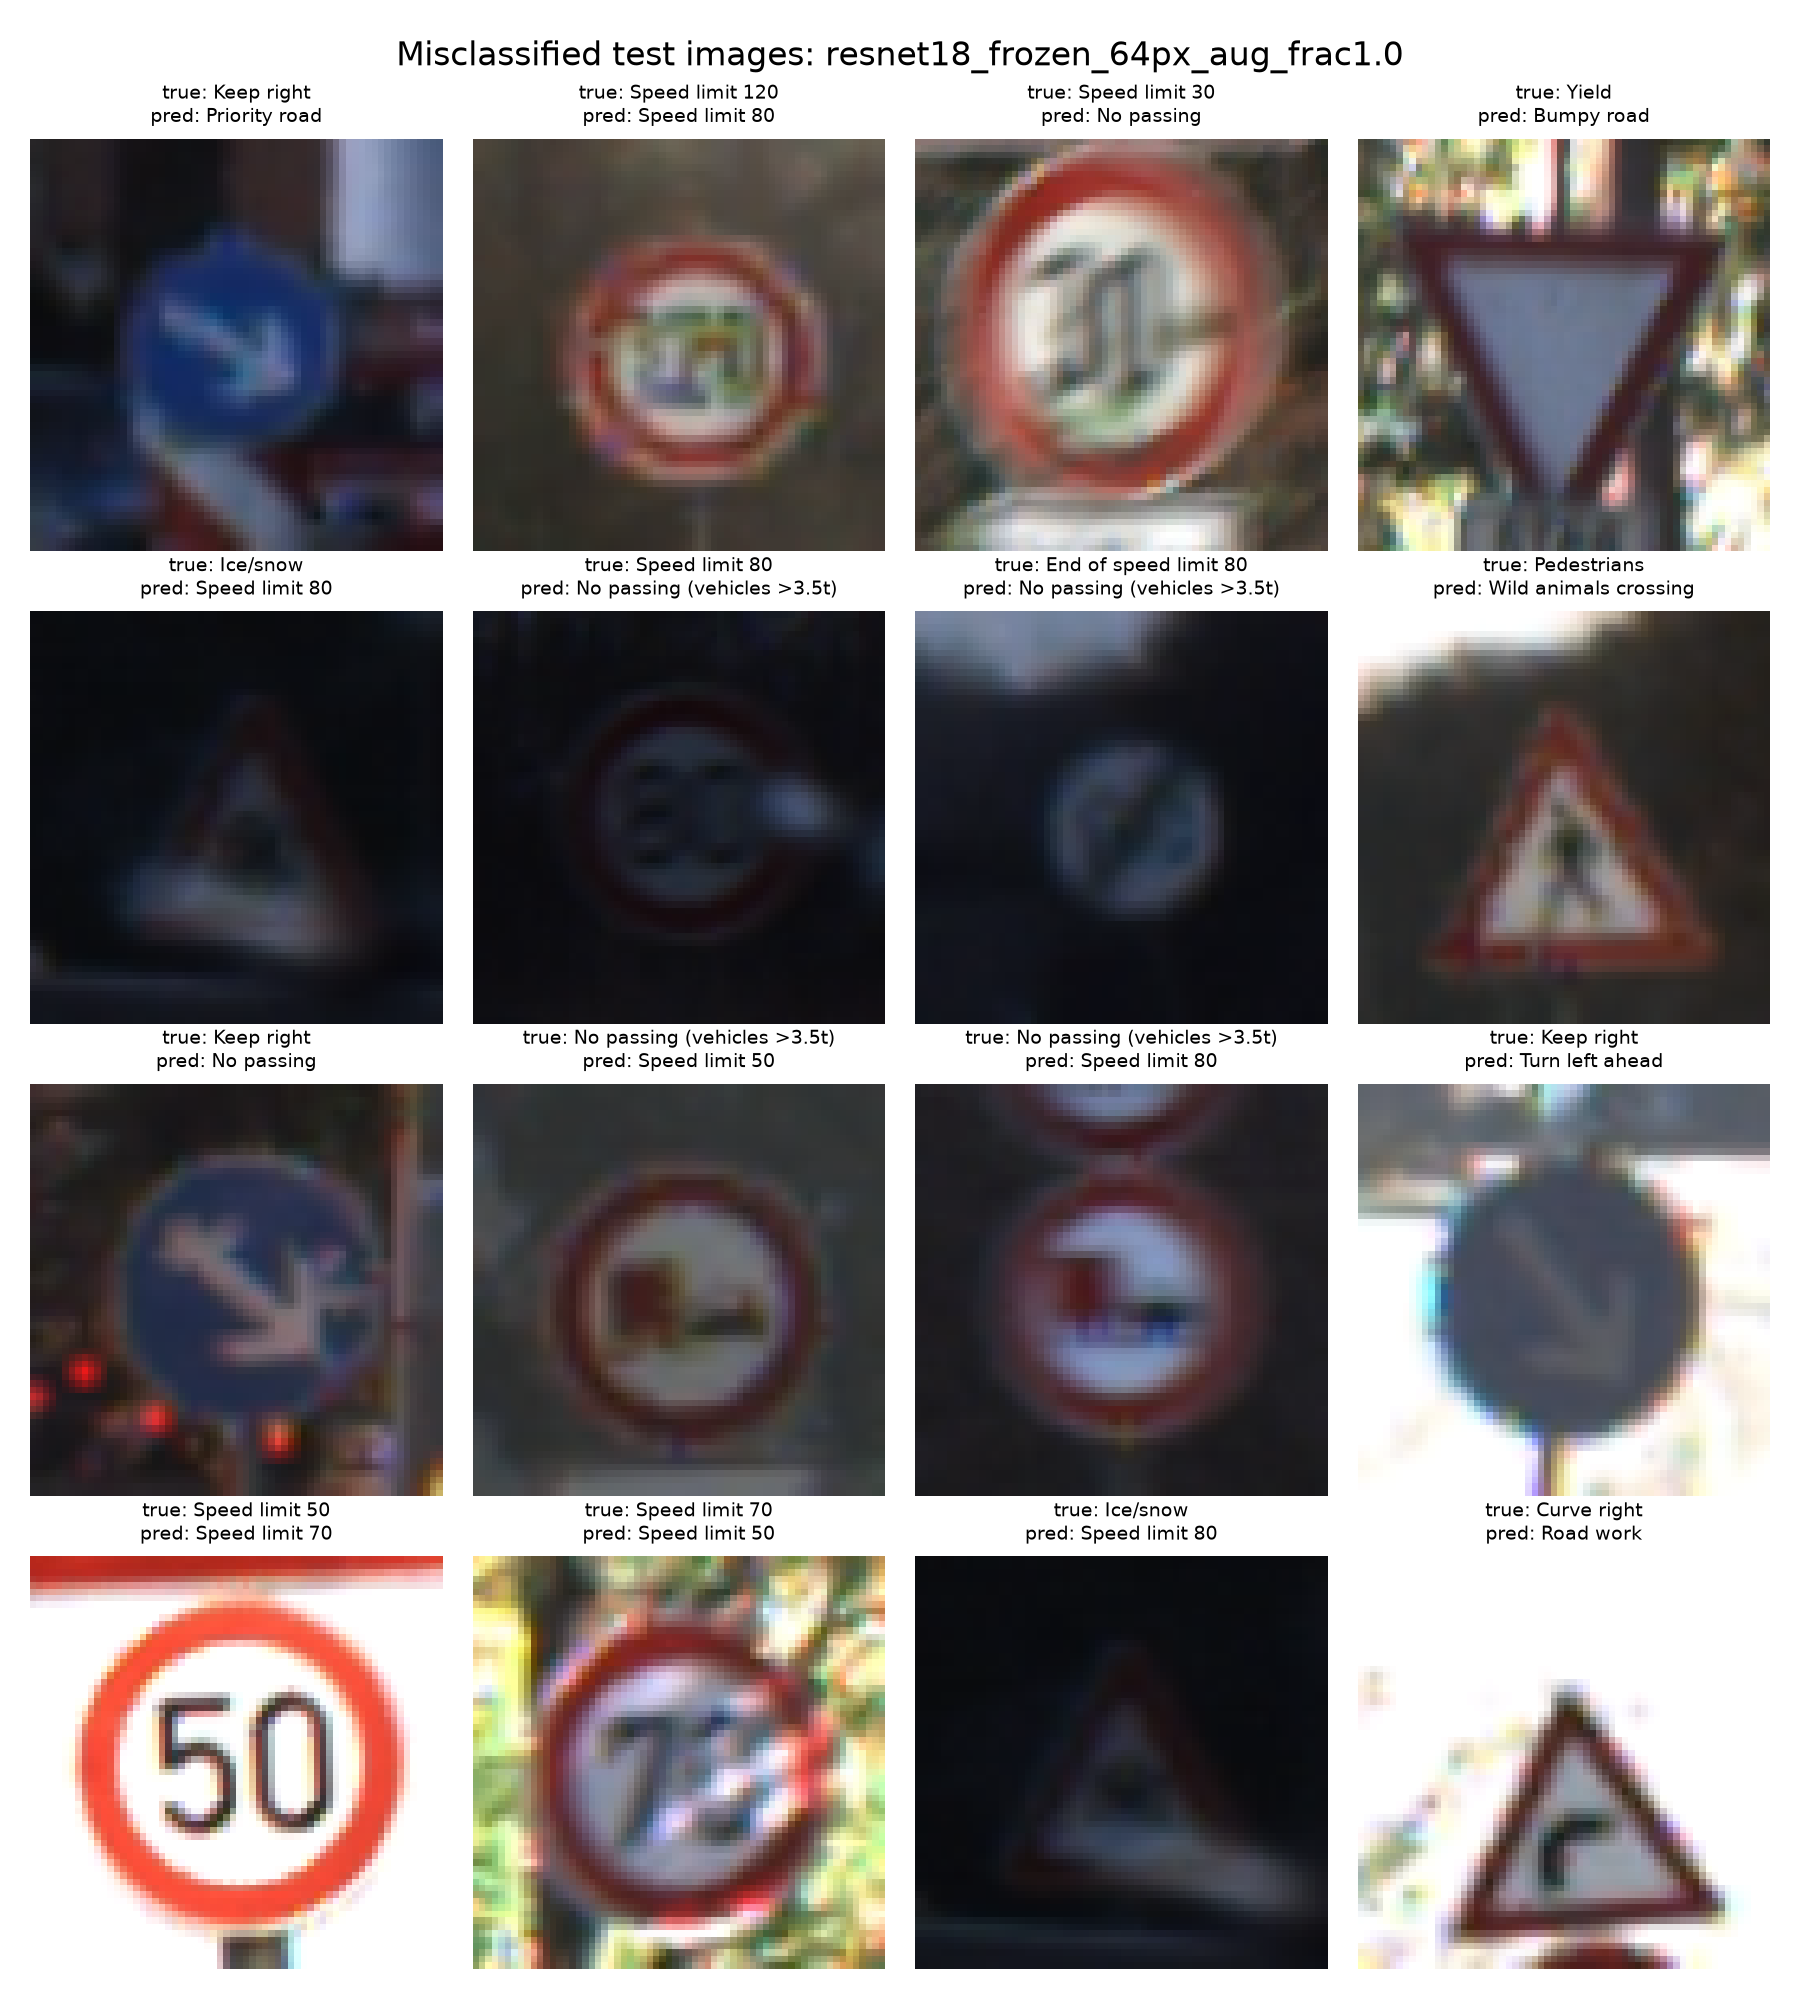 Misclassified test images: resnet18_frozen_64px_aug_frac1.0
true: Keep right
pred: Priority road
true: Speed limit 120
pred: Speed limit 80
true: Speed limit 30
pred: No passing
true: Yield
pred: Bumpy road
true: Ice/snow
pred: Speed limit 80
true: Speed limit 80
pred: No passing (vehicles >3.5t)
true: End of speed limit 80
pred: No passing (vehicles >3.5t)
true: Pedestrians
pred: Wild animals crossing
80
true: Keep right
pred: No passing
true: No passing (vehicles >3.5t)
pred: Speed limit 50
true: No passing (vehicles >3.5t)
pred: Speed limit 80
true: Keep right
pred: Turn left ahead
true: Speed limit 50
pred: Speed limit 70
true: Speed limit 70
pred: Speed limit 50
true: Ice/snow
pred: Speed limit 80
true: Curve right
pred: Road work
50